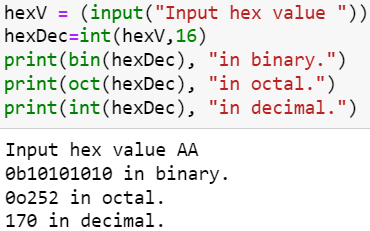 hexV = (input("Input hex value "))
hexDec=int(hexV,16)
print(bin(hexDec), "in binary.")
print(oct(hexDec), "in octal.")
print(int(hexDec), "in decimal.")
Input hex value AA
0b10101010 in binary.
0o252 in octal.
170 in decimal.